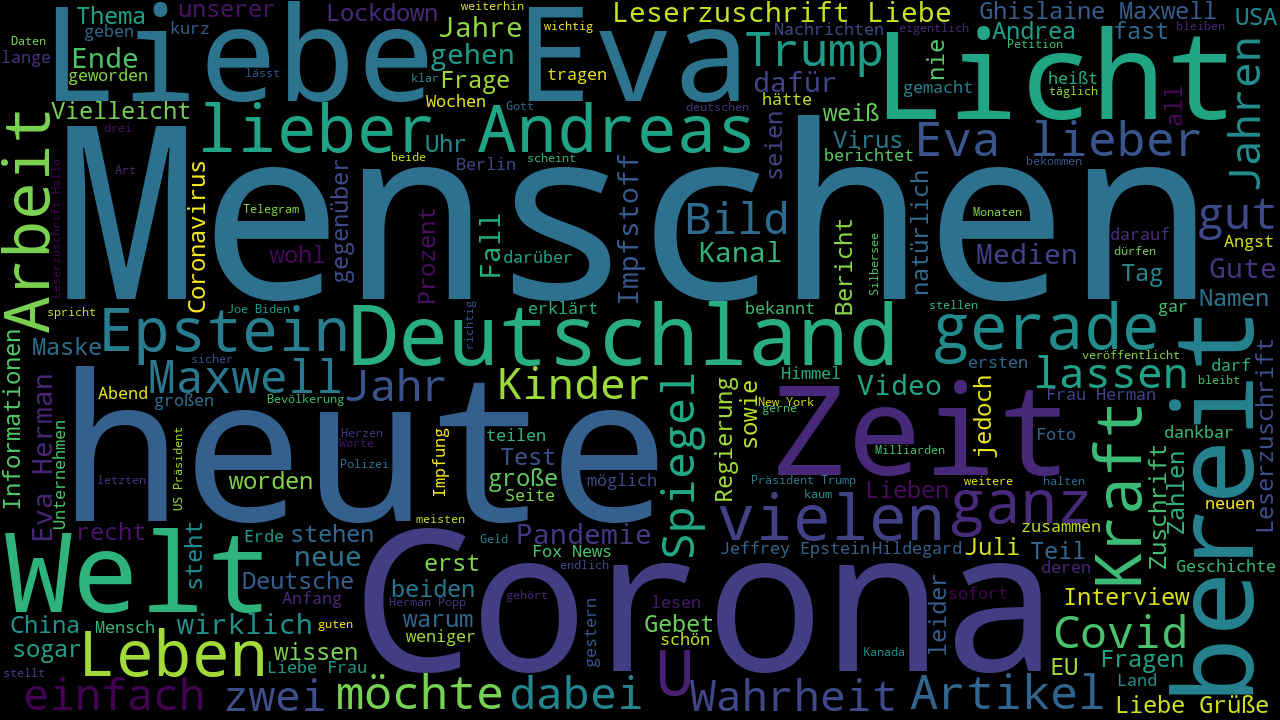 Liebe
Eva
Licht
Menschen
heute
Corona
Zeit
Deutschland
Welt
bereit
Thema
geben
kurz
unserer
Lockdown
weiterhin
Jahre
wichtig
Leserzuschrift Liebe
Nachrichten
eigentlich
Ghislaine Maxwell
Andrea
fast
bleiben
USA
Petition
Daten
lange
Ende
geworden
lässt
klar
gehen
Frage
tragen
Trump
dafür
nie
heißt
täglich
gemacht
all
Jahren
Vielleicht
drei
Art
lieber
Wochen
Gott
Andreas
hätte
deutschen
weiß
Uhr
beide
Berlin
scheint
seien
Virus
berichtet
Eva lieber
bekommen
Arbeit
Leserzuschrift Hallo
Coronavirus
Telegram
wohl
gegenüber
Prozent
Fall
darüber
Impfstoff
Bild
Kanal
Bericht
Silbersee
natürlich
Medien
Monaten
darauf
dürfen
Tag
gut
Angst
Gute
Namen
spricht
Joe Biden
Maske
Epstein
sicher
richtig
erklärt
bekannt
stellen
gerade
gar
ersten
veröffentlicht
darf
bleibt
Informationen
Eva Herman
Unternehmen
Abend
Maxwell
großen
Bevölkerung
Jahr
Kinder
Himmel
Video
New York
gerne
lassen
Frau Herman
Leserzuschrift
letzten
US Präsident
worden
Herzen
Worte
Polizei
Impfung
teilen
Test
große
Seite
möglich
Spiegel
Regierung
sowie
jedoch
Milliarden
Foto
Präsident Trump
kaum
weitere
halten
Kraft
dankbar
Zuschrift
Zahlen
neuen
recht
steht
Erde
stehen
neue
meisten
Geld
Pandemie
Lieben
ganz
vielen
zusammen
Deutsche
Anfang
beiden
erst
Fox News
endlich
Jeffrey Epstein
Hildegard
Juli
Teil
deren
Geschichte
China
Mensch
wirklich
guten
warum
weniger
Herman Popp
gehört
gestern
lesen
Gebet
schön
leider
sofort
Interview
sogar
Leben
wissen
Liebe Frau
Kanada
Covid
EU
Fragen
Land
stellt
einfach
zwei
möchte
dabei
U
Wahrheit
Artikel
Liebe Grüße